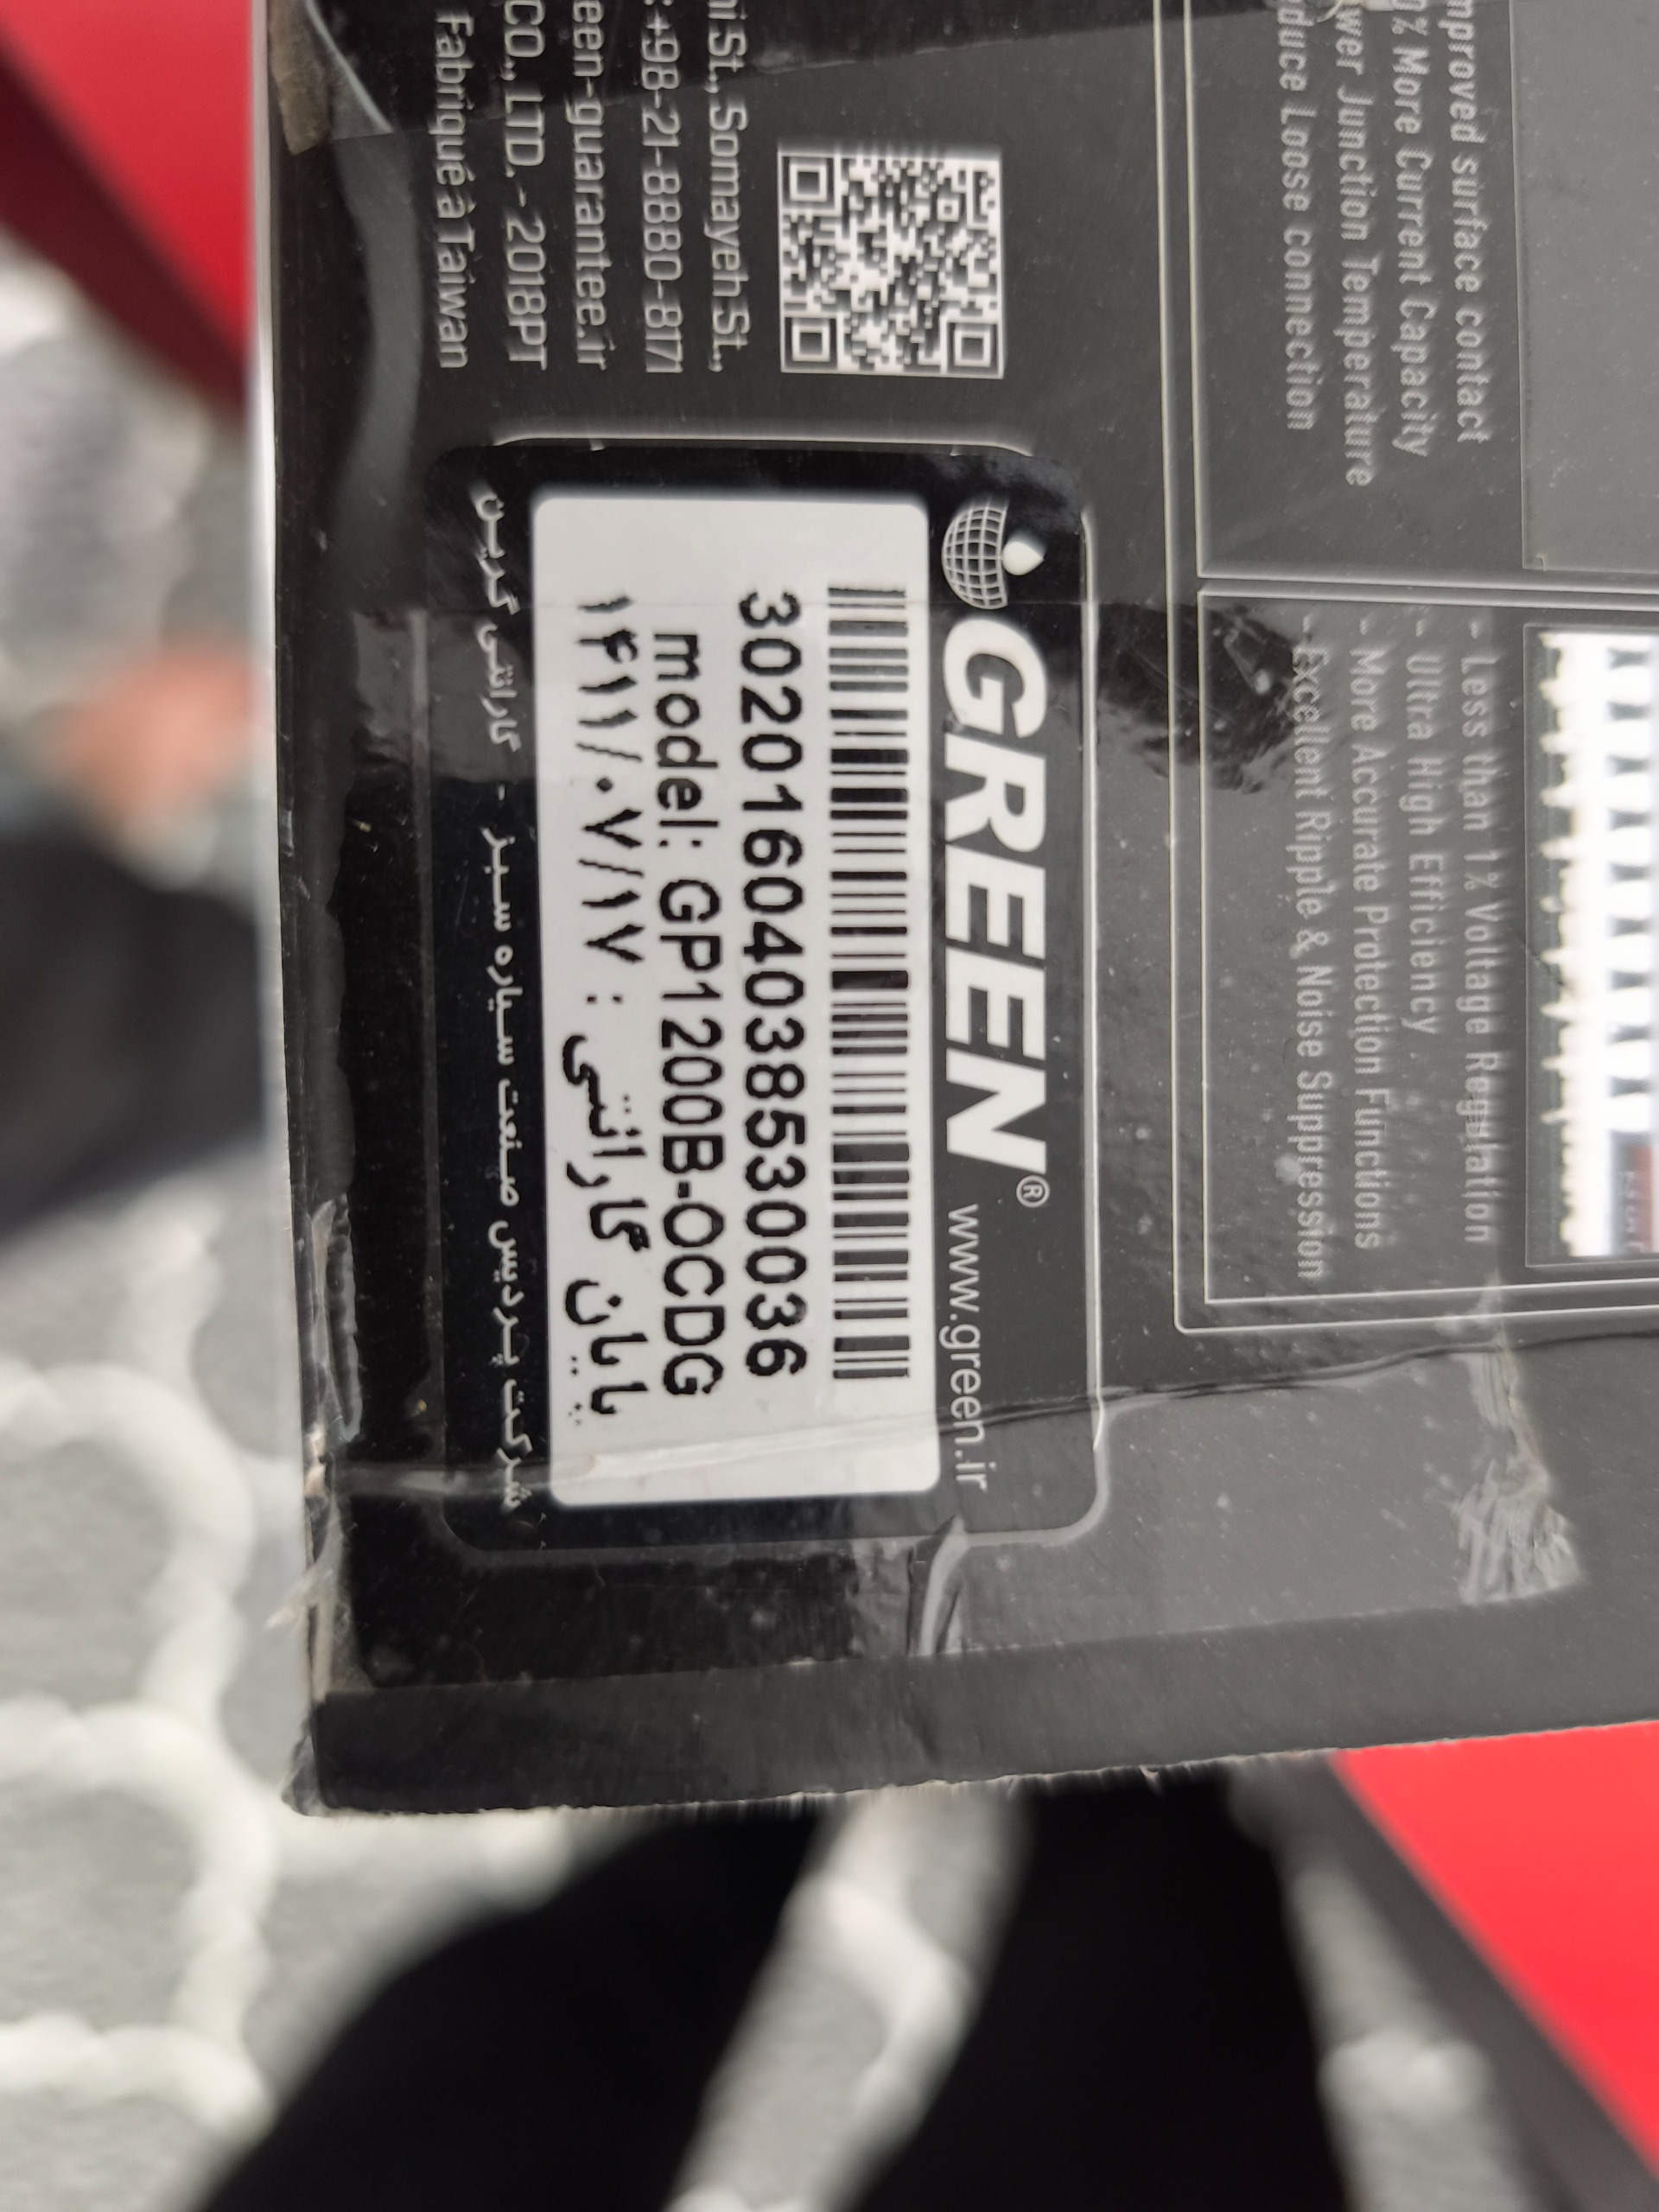 improved surface contact
% More Current Capacity
wer Junction Temperature
duce Loose connection
- Less than 1% Voltage Regulation
- Ultra High Efficiency
- More Accurate Protection Functions
- Excellent Ripple & Noise Suppression
St., Somayeh St.,
: +98-21-8880-8171
een-guarantee.ir
CO., LTD. - 2018PT
Fabriqué à Taiwan
GREEN® www.green.ir
30201604038530036
model: GP1200B-OCDG
پایان گارانتی : ۱۴۱۱/۰۷/۱۷
شرکت پردیس صنعت سیاره سبز - گارانتی گرین